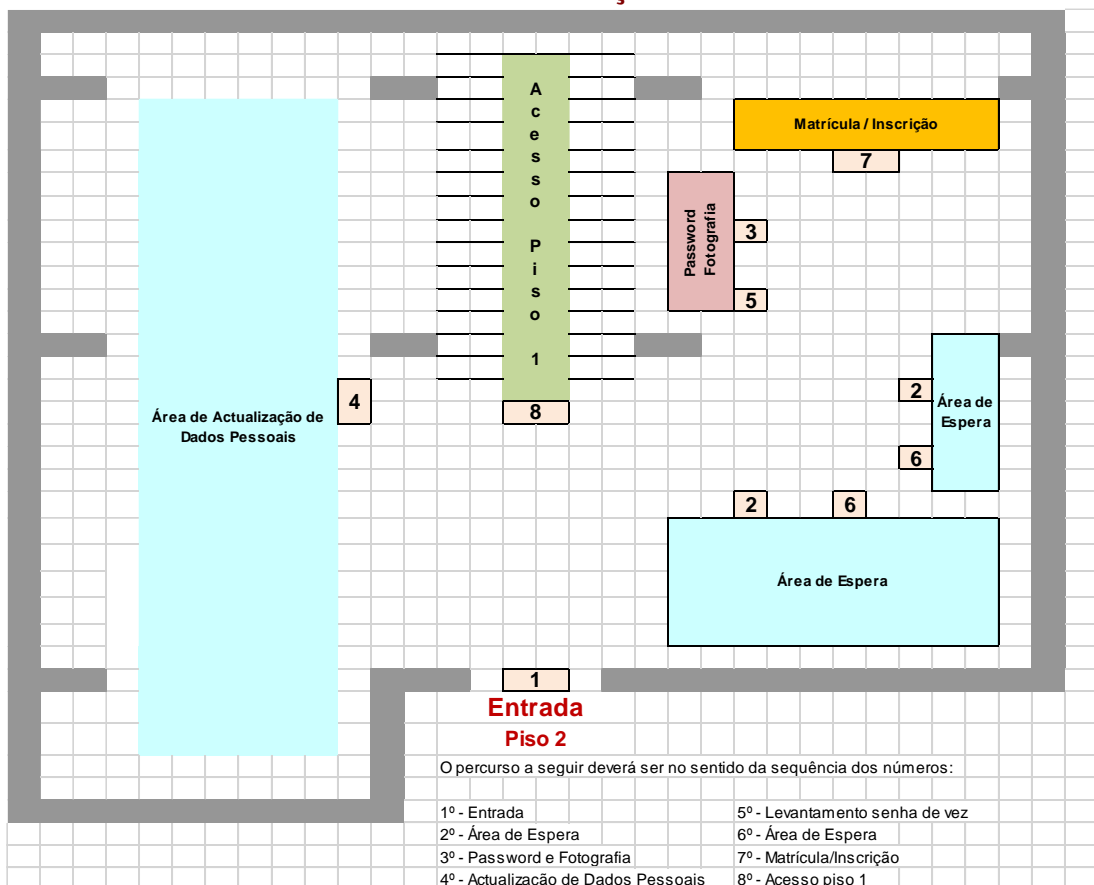 Acesso Piso 1
Matrícula / Inscrição
7
Password
Fotografia
3
5
2
Área de
Espera
6
4
Área de Actualização de
Dados Pessoais
8
2
6
Área de Espera
1
Entrada
Piso 2
O percurso a seguir deverá ser no sentido da sequência dos números:
1º - Entrada
5º - Levantamento senha de vez
2º - Área de Espera
6º - Área de Espera
3º - Password e Fotografia
7º - Matrícula/Inscrição
4º - Actualização de Dados Pessoais
8º - Acesso piso 1